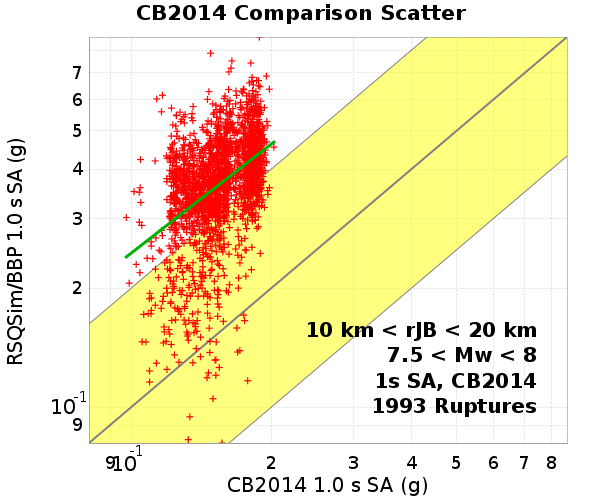 CB2014 Comparison Scatter
RSQSim/BBP 1.0 s SA (g)
7
6
5
4
3
2
10⁻¹
9
10 km < rJB < 20 km
7.5 < Mw < 8
1s SA, CB2014
1993 Ruptures
9 10⁻¹ 2 3 4 5 6 7 8
CB2014 1.0 s SA (g)